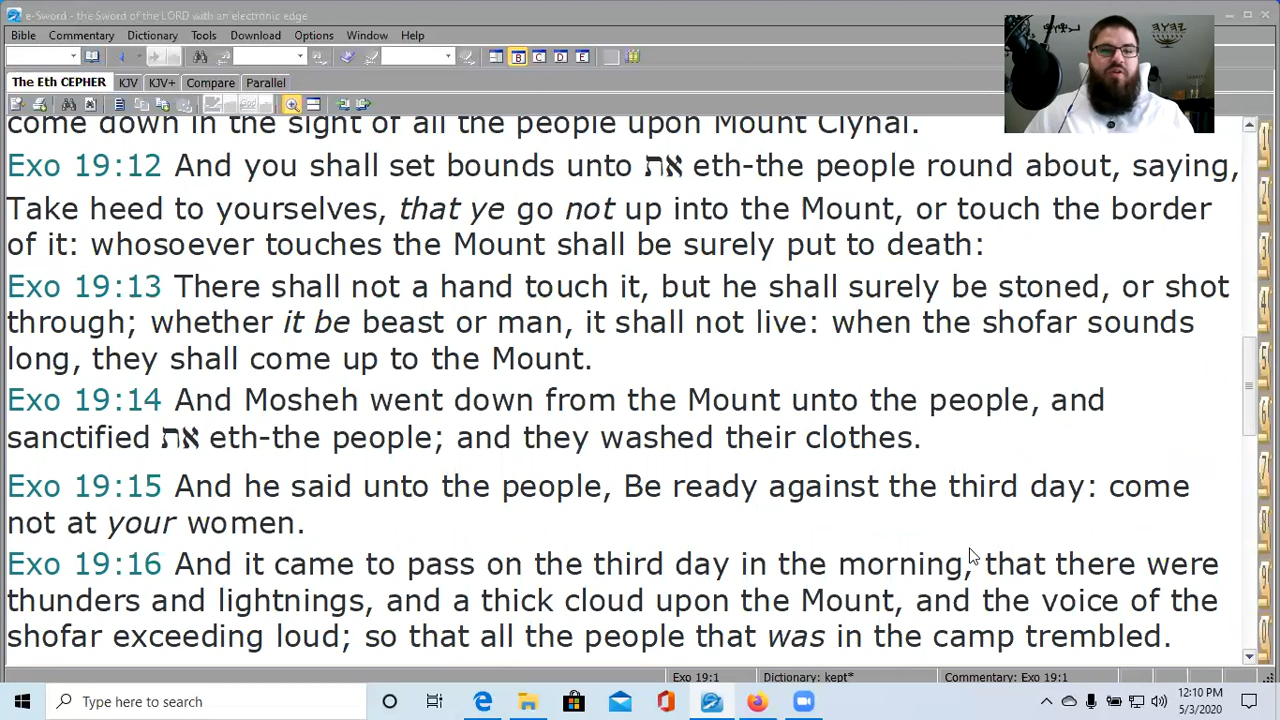 e-Sword - the Sword of the LORD with an electronic edge
Bible Commentary Dictionary Tools Download Options Window Help
B C D E
The Eth CEPHER KJV KJV+ Compare Parallel
come down in the sight of all the people upon Mount Ciynai.
Exo 19:12 And you shall set bounds unto את eth-the people round about, saying,
Take heed to yourselves, that ye go not up into the Mount, or touch the border
of it: whosoever touches the Mount shall be surely put to death:
Exo 19:13 There shall not a hand touch it, but he shall surely be stoned, or shot
through; whether it be beast or man, it shall not live: when the shofar sounds
long, they shall come up to the Mount.
Exo 19:14 And Mosheh went down from the Mount unto the people, and
sanctified את eth-the people; and they washed their clothes.
Exo 19:15 And he said unto the people, Be ready against the third day: come
not at your women.
Exo 19:16 And it came to pass on the third day in the morning, that there were
thunders and lightnings, and a thick cloud upon the Mount, and the voice of the
shofar exceeding loud; so that all the people that was in the camp trembled.
Exo 19:1 Dictionary: kept* Commentary: Exo 19:1
Type here to search
12:10 PM
5/3/2020